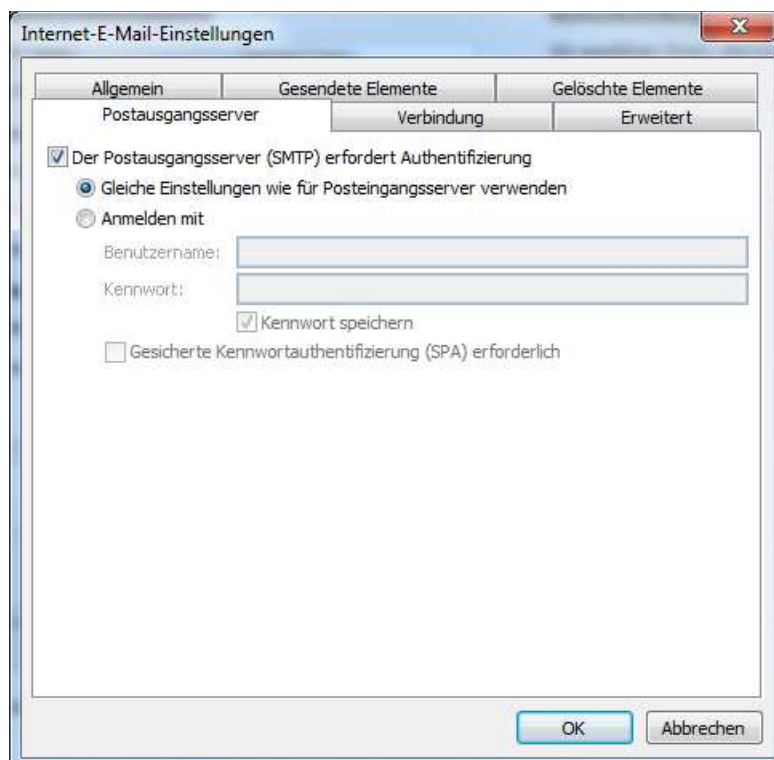 Internet-E-Mail-Einstellungen
Allgemein
Gesendete Elemente
Gelöschte Elemente
Postausgangsserver
Verbindung
Erweitert
Der Postausgangsserver (SMTP) erfordert Authentifizierung
Gleiche Einstellungen wie für Posteingangsserver verwenden
Anmelden mit
Benutzername:
Kennwort:
Kennwort speichern
Gesicherte Kennwortauthentifizierung (SPA) erforderlich
OK
Abbrechen